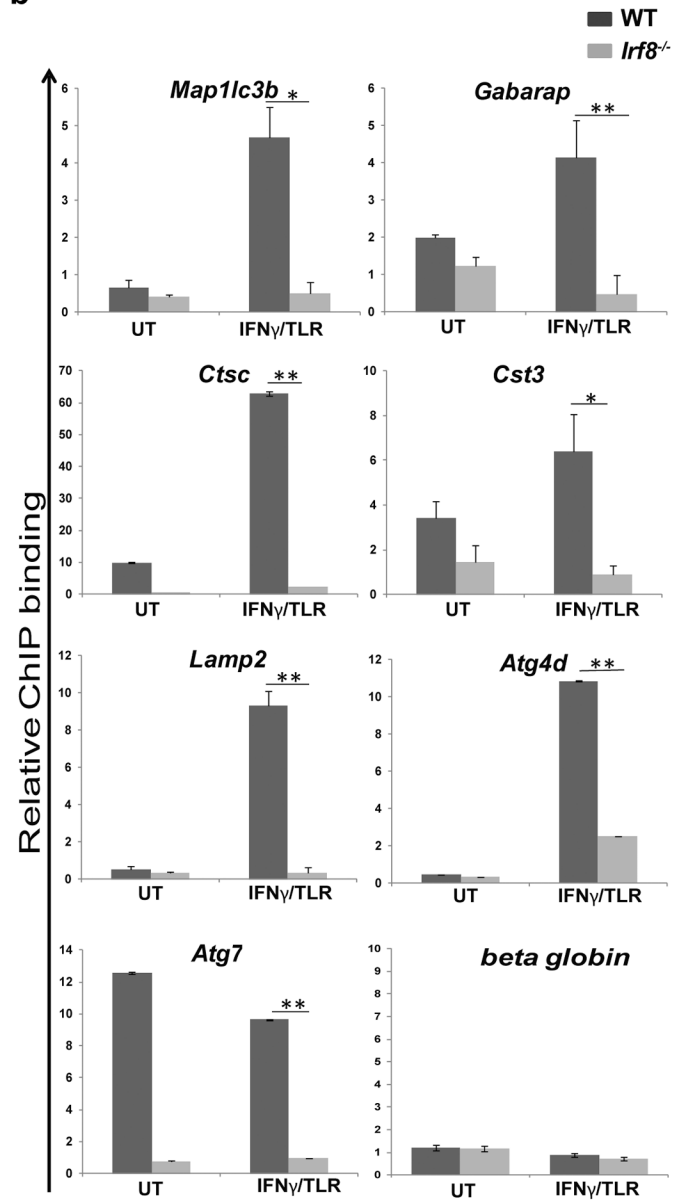 b
WT
Irf8-/-
Relative ChIP binding
Map1lc3b
*
6
5
4
3
2
1
0
UT
IFNγ/TLR
Gabarap
**
6
5
4
3
2
1
0
UT
IFNγ/TLR
Ctsc
**
70
60
50
40
30
20
10
0
UT
IFNγ/TLR
Cst3
*
10
8
6
4
2
0
UT
IFNγ/TLR
Lamp2
**
12
10
8
6
4
2
0
UT
IFNγ/TLR
Atg4d
**
12
10
8
6
4
2
0
UT
IFNγ/TLR
Atg7
**
14
12
10
8
6
4
2
0
UT
IFNγ/TLR
beta globin
10
9
8
7
6
5
4
3
2
1
0
UT
IFNγ/TLR